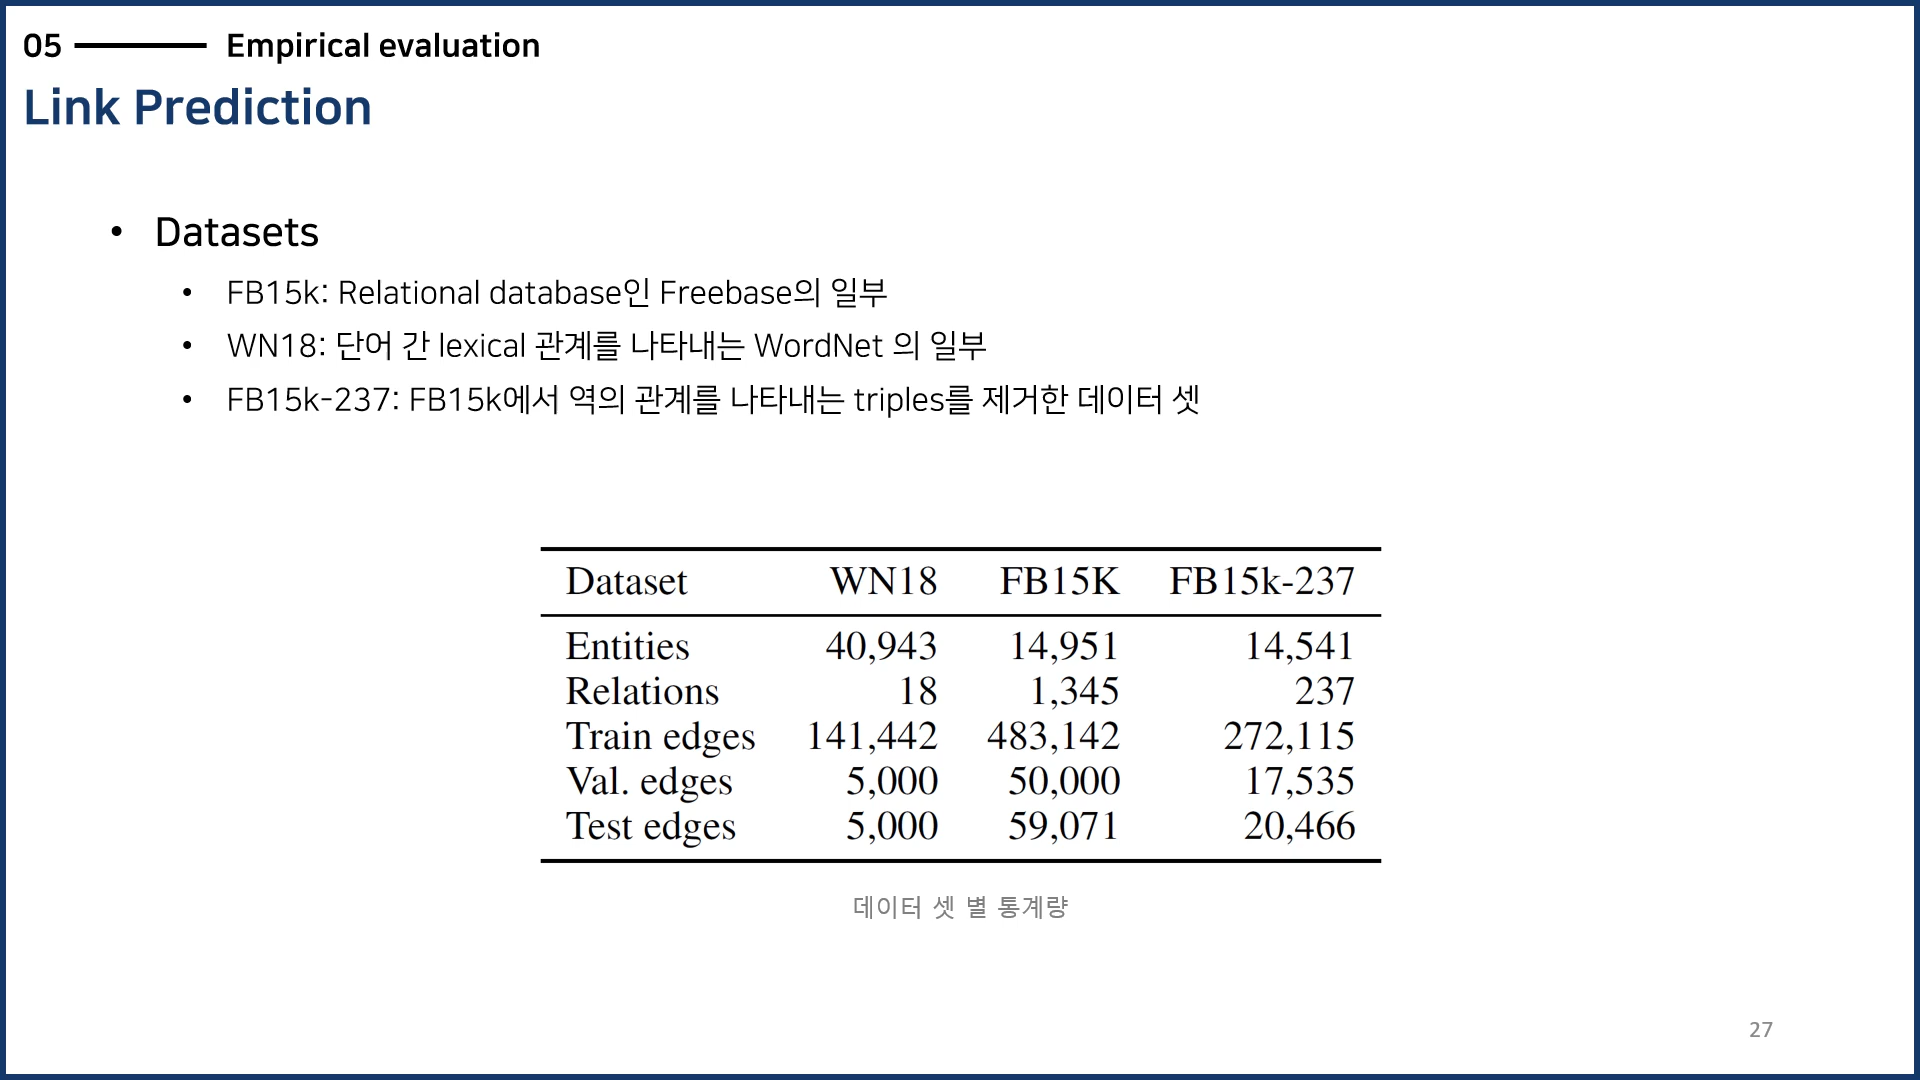 05 Empirical evaluation
Link Prediction
• Datasets
• FB15k: Relational database인 Freebase의 일부
• WN18: 단어 간 lexical 관계를 나타내는 WordNet 의 일부
• FB15k-237: FB15k에서 역의 관계를 나타내는 triples를 제거한 데이터 셋
Dataset WN18 FB15K FB15k-237
Entities 40,943 14,951 14,541
Relations 18 1,345 237
Train edges 141,442 483,142 272,115
Val. edges 5,000 50,000 17,535
Test edges 5,000 59,071 20,466
데이터 셋 별 통계량
27